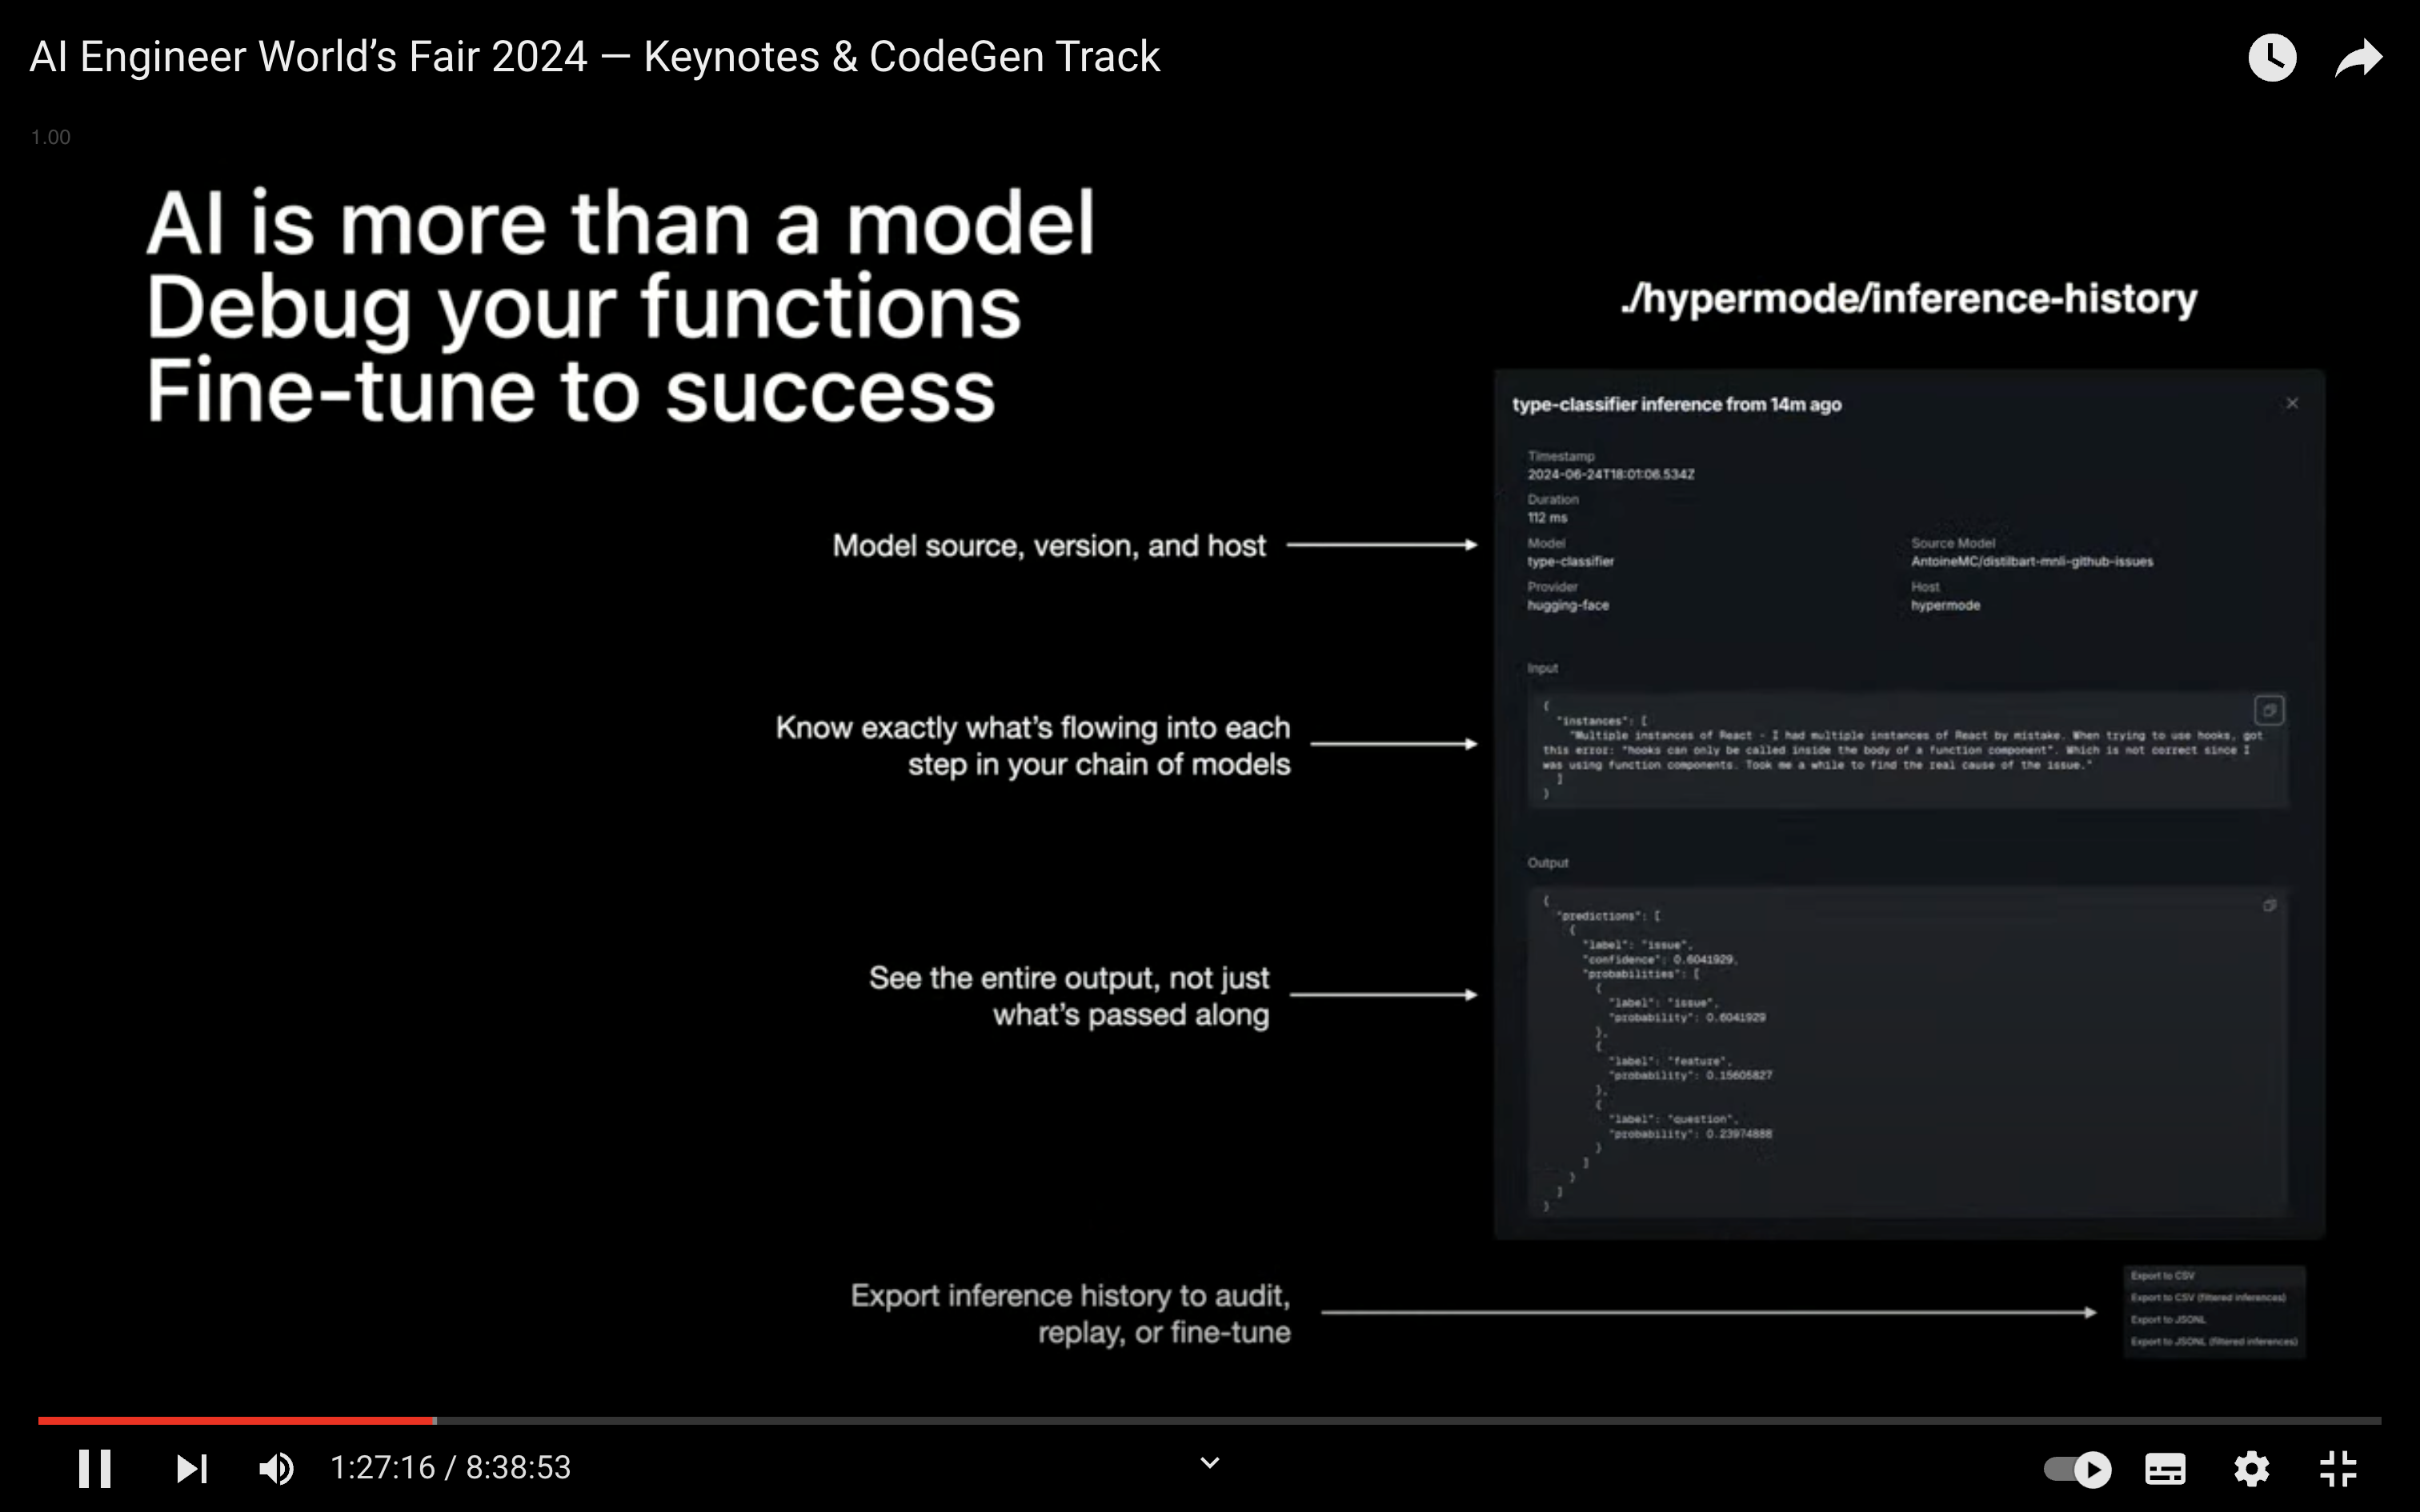 AI Engineer World’s Fair 2024 — Keynotes & CodeGen Track
1.00
AI is more than a model
Debug your functions
Fine-tune to success
./hypermode/inference-history
type-classifier inference from 14m ago
Timestamp
2024-06-24T18:01:06.534Z
Duration
112 ms
Model source, version, and host
Model
type-classifier
Source Model
AntoineMC/distilbart-mnli-github-issues
Provider
hugging-face
Host
hypermode
Know exactly what’s flowing into each
step in your chain of models
Input
{
"instances": [
"Multiple instances of React - I had multiple instances of React by mistake. When trying to use hooks, got
this error: "hooks can only be called inside the body of a function component". Which is not correct since I
was using function components. Took me a while to find the real cause of the issue."
]
}
See the entire output, not just
what’s passed along
Output
{
"predictions": [
{
"label": "issue",
"confidence": 0.6041929,
"probabilities": [
{
"label": "issue",
"probability": 0.6041929
},
{
"label": "feature",
"probability": 0.15605827
},
{
"label": "question",
"probability": 0.23974888
}
]
}
]
}
Export inference history to audit,
replay, or fine-tune
Export to CSV
Export to CSV (filtered inferences)
Export to JSONL
Export to JSONL (filtered inferences)
1:27:16 / 8:38:53